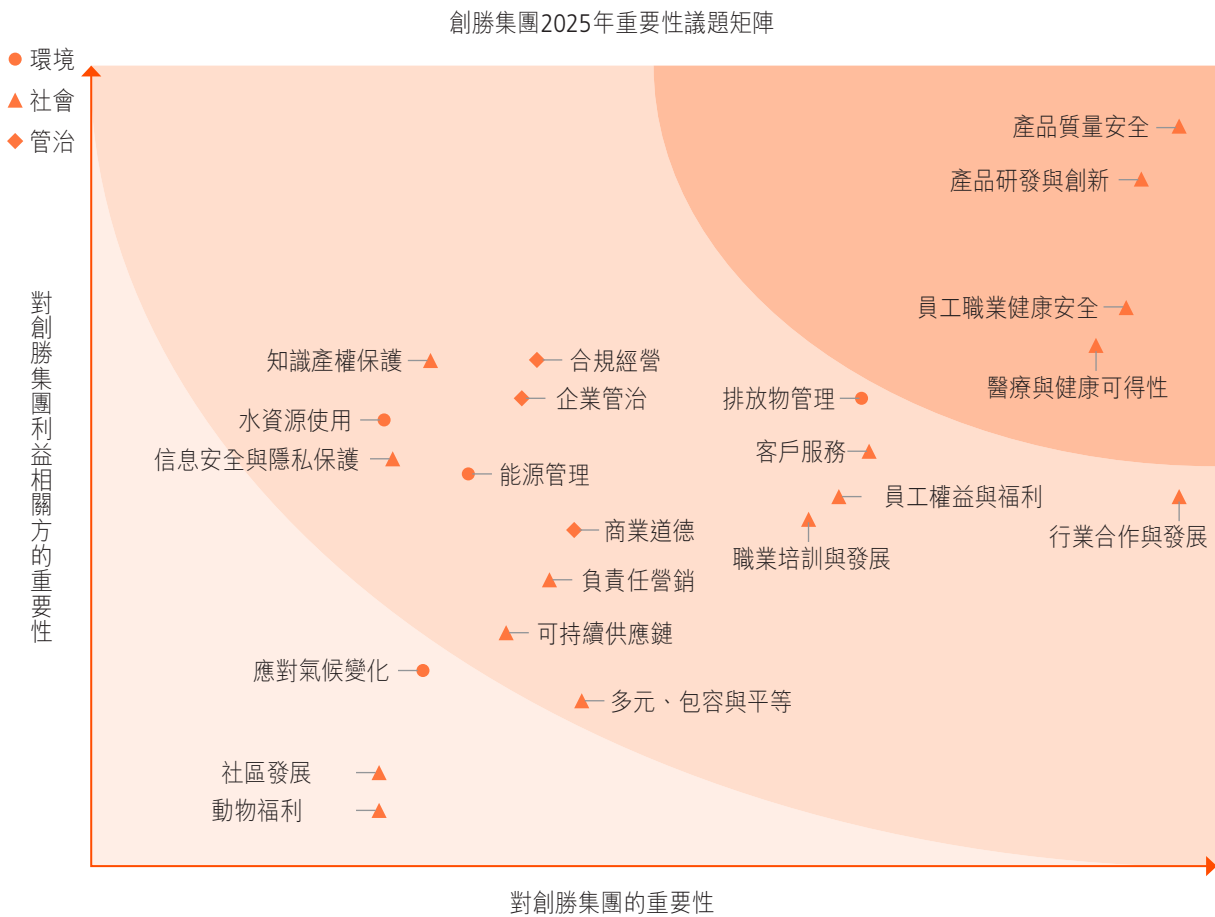 創勝集團2025年重要性議題矩陣
環境
社會
管治
產品質量安全
產品研發與創新
員工職業健康安全
醫療與健康可得性
知識產權保護
合規經營
企業管治
排放物管理
水資源使用
客戶服務
信息安全與隱私保護
能源管理
員工權益與福利
行業合作與發展
商業道德
職業培訓與發展
負責任營銷
可持續供應鏈
應對氣候變化
多元、包容與平等
社區發展
動物福利
對創勝集團利益相關方的重要性
對創勝集團的重要性